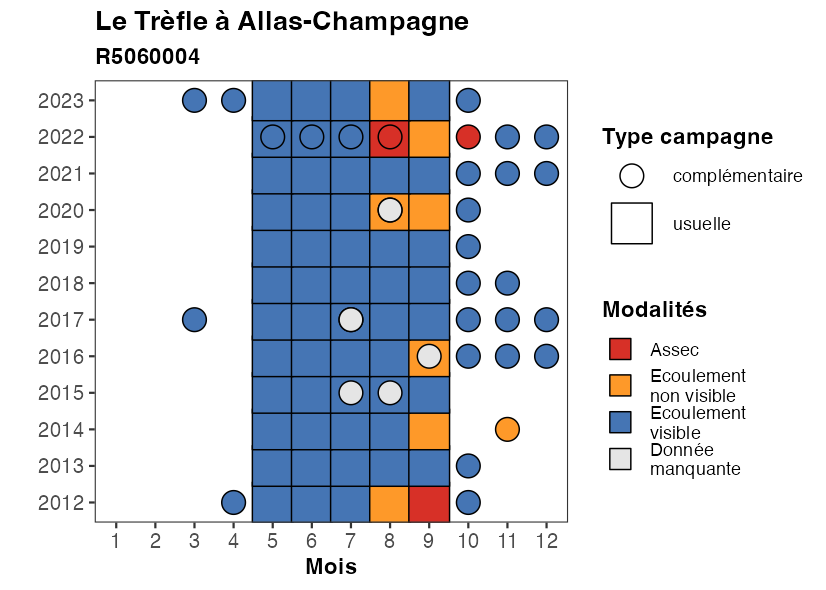 Le Trèfle à Allas-Champagne
R5060004
2023
2022
2021
2020
2019
2018
2017
2016
2015
2014
2013
2012
1 2 3 4 5 6 7 8 9 10 11 12
Mois
Type campagne
complémentaire
usuelle
Modalités
Assec
Ecoulement
non visible
Ecoulement
visible
Donnée
manquante